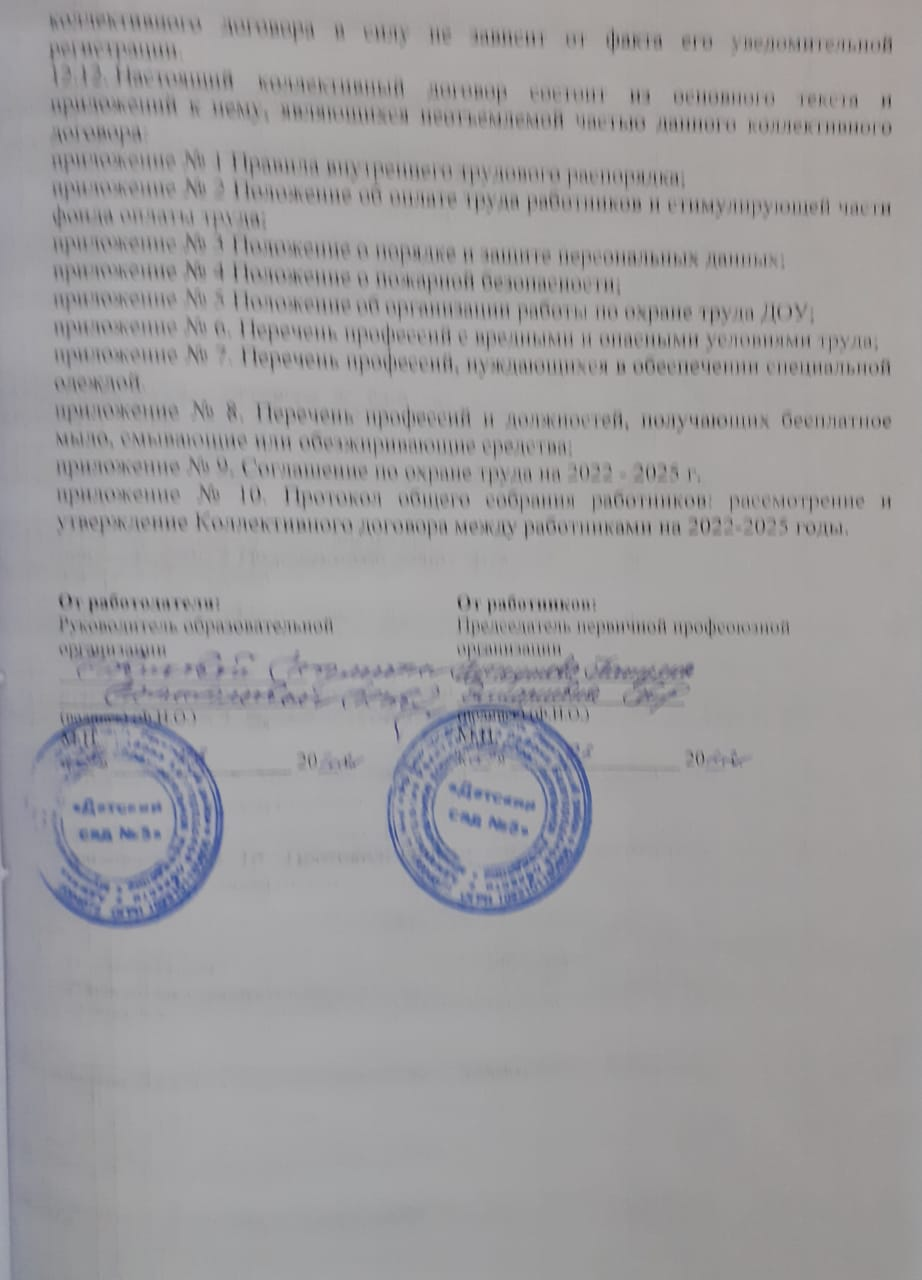 коллективного договора в силу не зависит от факта его уведомительной
регистрации.
13.13. Настоящий коллективный договор состоит из основного текста и
приложений к нему, являющихся неотъемлемой частью данного коллективного
договора:
приложение № 1 Правила внутреннего трудового распорядка;
приложение № 2 Положение об оплате труда работников и стимулирующей части
фонда оплаты труда;
приложение № 3 Положение о порядке и защите персональных данных;
приложение № 4 Положение о пожарной безопасности;
приложение № 5 Положение об организации работы по охране труда ДОУ;
приложение № 6. Перечень профессий с вредными и опасными условиями труда;
приложение № 7. Перечень профессий, нуждающихся в обеспечении специальной
одеждой.
приложение № 8. Перечень профессий и должностей, получающих бесплатное
мыло, смывающие или обезжиривающие средства;
приложение № 9. Соглашение по охране труда на 2022 - 2025 г.
приложение № 10. Протокол общего собрания работников: рассмотрение и
утверждение Коллективного договора между работниками на 2022-2025 годы.
От работодателя:
Руководитель образовательной
организации
(подпись) (Ф.И.О.)
М.П.
20
«Детский
сад №5»
От работников:
Председатель первичной профсоюзной
организации
(подпись) (Ф.И.О.)
М.П.
20
«Детский
сад №5»